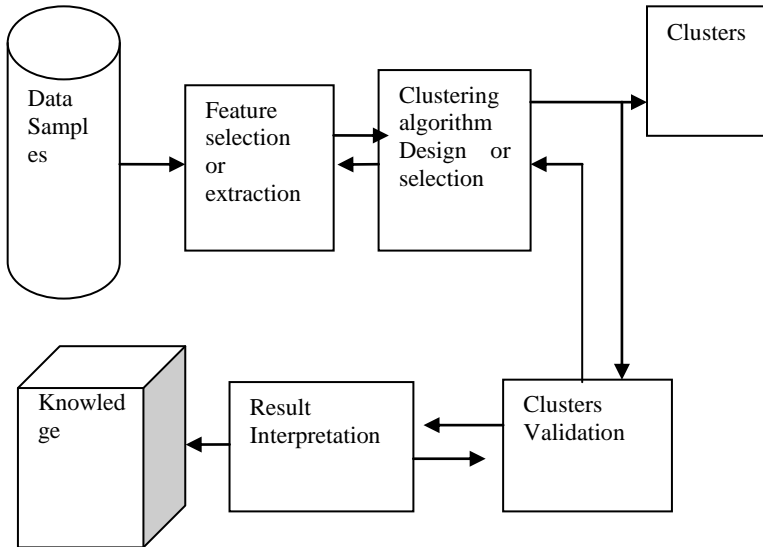 Data
Sampl
es
Feature
selection
or
extraction
Clustering
algorithm
Design or
selection
Clusters
Knowled
ge
Result
Interpretation
Clusters
Validation